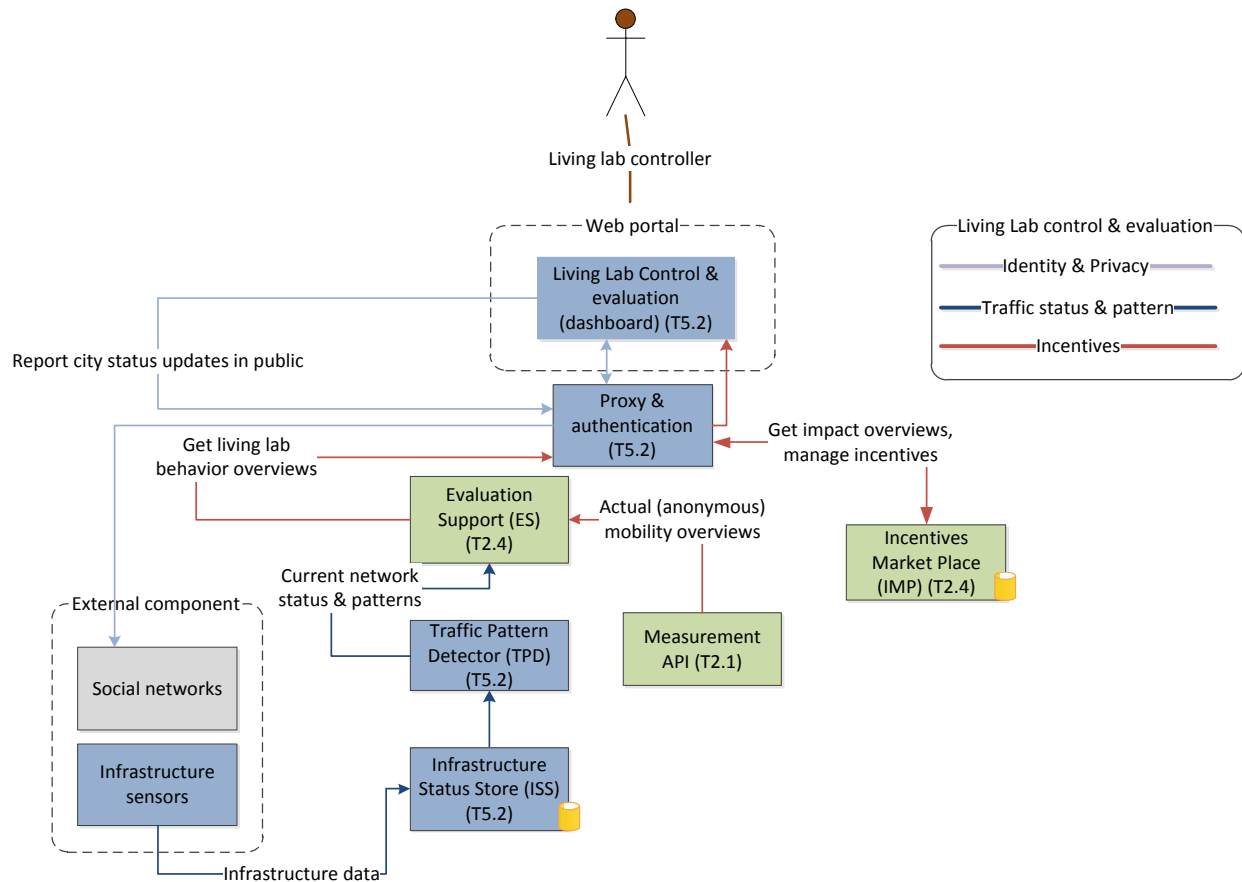 Living lab controller
Web portal
Living Lab Control &
evaluation
(dashboard) (T5.2)
Living Lab control & evaluation
Identity & Privacy
Traffic status & pattern
Incentives
Report city status updates in public
Proxy &
authentication
(T5.2)
Get living lab
behavior overviews
Get impact overviews,
manage incentives
Evaluation
Support (ES)
(T2.4)
Actual (anonymous)
mobility overviews
Incentives
Market Place
(IMP) (T2.4)
Current network
status & patterns
External component
Traffic Pattern
Detector (TPD)
(T5.2)
Measurement
API (T2.1)
Social networks
Infrastructure
sensors
Infrastructure
Status Store (ISS)
(T5.2)
Infrastructure data